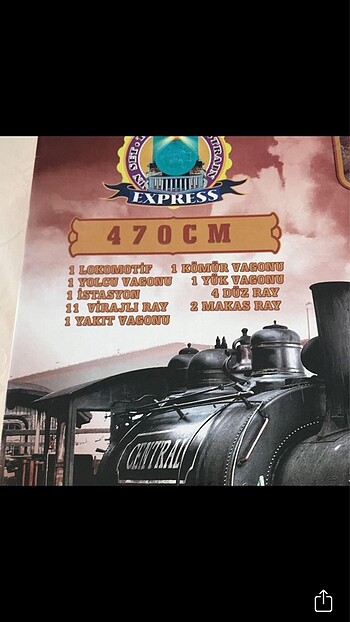 EXPRESS
470CM
1 LOKOMOTİF
1 YOLCU VAGONU
1 İSTASYON
11 VİRAJLI RAY
1 YAKIT VAGONU
1 KÖMÜR VAGONU
1 YÜK VAGONU
4 DÜZ RAY
2 MAKAS RAY
CENTRAL